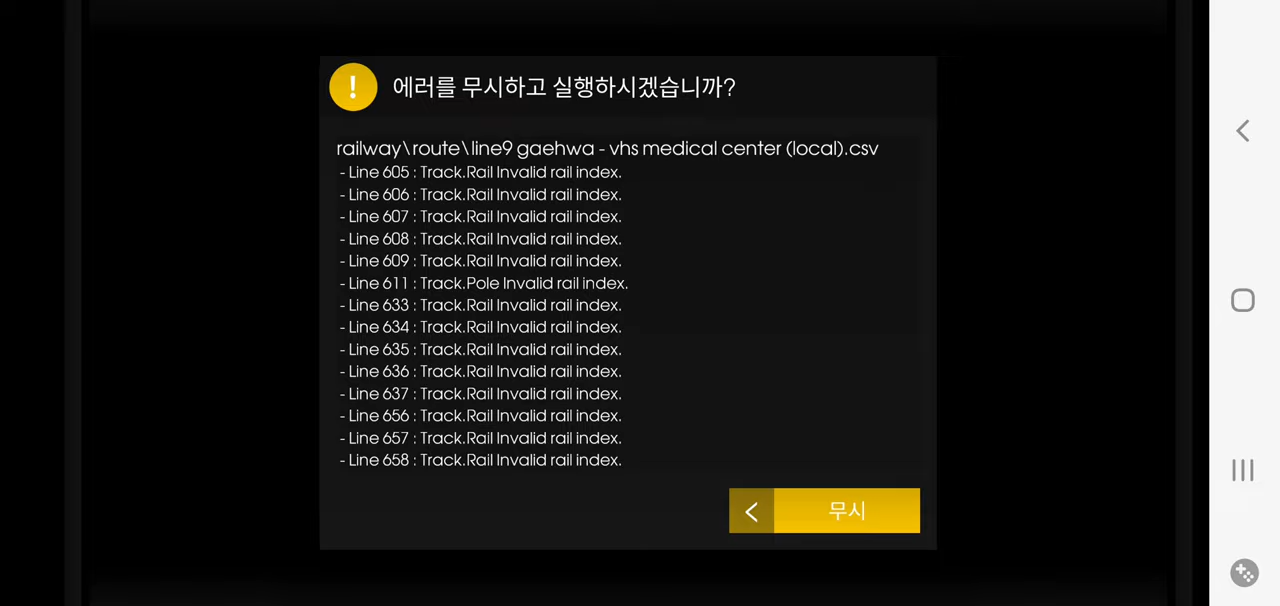 에러를 무시하고 실행하시겠습니까?
railway\route\line9 gaehwa - vhs medical center (local).csv
- Line 605 : Track.Rail Invalid rail index.
- Line 606 : Track.Rail Invalid rail index.
- Line 607 : Track.Rail Invalid rail index.
- Line 608 : Track.Rail Invalid rail index.
- Line 609 : Track.Rail Invalid rail index.
- Line 611 : Track.Pole Invalid rail index.
- Line 633 : Track.Rail Invalid rail index.
- Line 634 : Track.Rail Invalid rail index.
- Line 635 : Track.Rail Invalid rail index.
- Line 636 : Track.Rail Invalid rail index.
- Line 637 : Track.Rail Invalid rail index.
- Line 656 : Track.Rail Invalid rail index.
- Line 657 : Track.Rail Invalid rail index.
- Line 658 : Track.Rail Invalid rail index.
무시